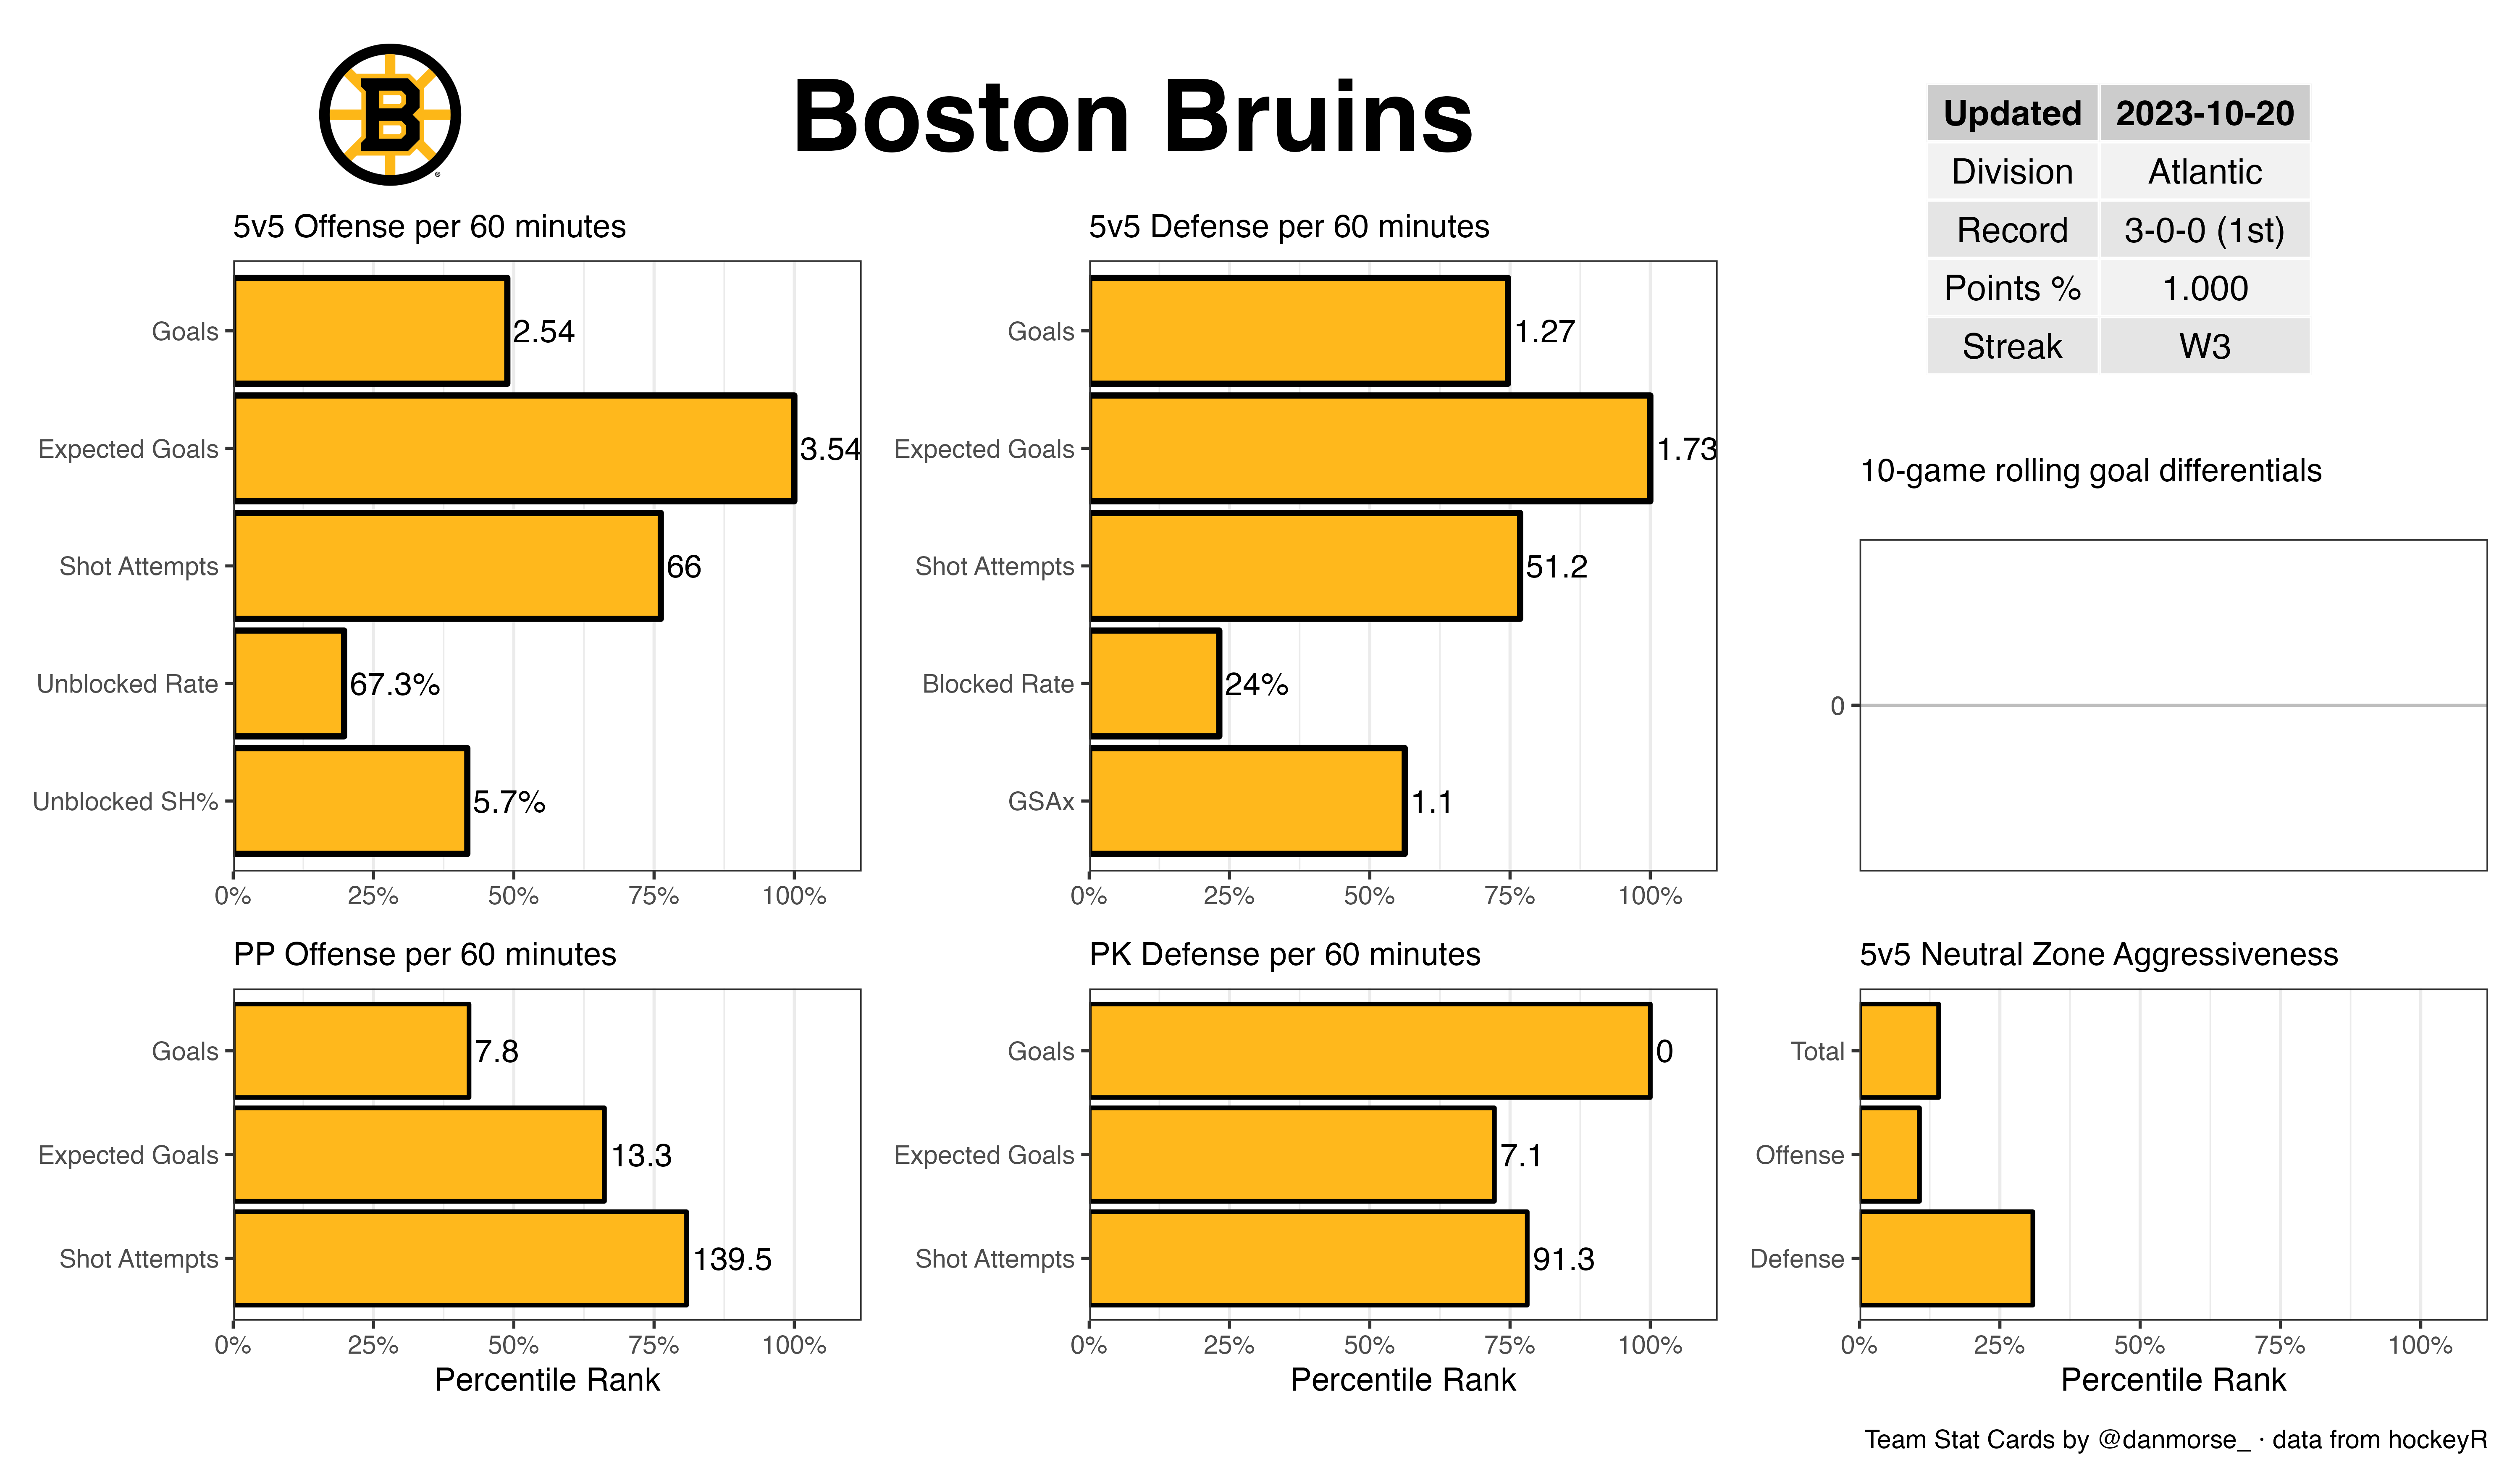 B
®
Boston Bruins
Updated 2023-10-20
Division Atlantic
Record 3-0-0 (1st)
Points % 1.000
Streak W3
5v5 Offense per 60 minutes
Goals 2.54
Expected Goals 3.54
Shot Attempts 66
Unblocked Rate 67.3%
Unblocked SH% 5.7%
0% 25% 50% 75% 100%
5v5 Defense per 60 minutes
Goals 1.27
Expected Goals 1.73
Shot Attempts 51.2
Blocked Rate 24%
GSAx 1.1
0% 25% 50% 75% 100%
10-game rolling goal differentials
0
PP Offense per 60 minutes
Goals 7.8
Expected Goals 13.3
Shot Attempts 139.5
0% 25% 50% 75% 100%
Percentile Rank
PK Defense per 60 minutes
Goals 0
Expected Goals 7.1
Shot Attempts 91.3
0% 25% 50% 75% 100%
Percentile Rank
5v5 Neutral Zone Aggressiveness
Total
Offense
Defense
0% 25% 50% 75% 100%
Percentile Rank
Team Stat Cards by @danmorse_ · data from hockeyR